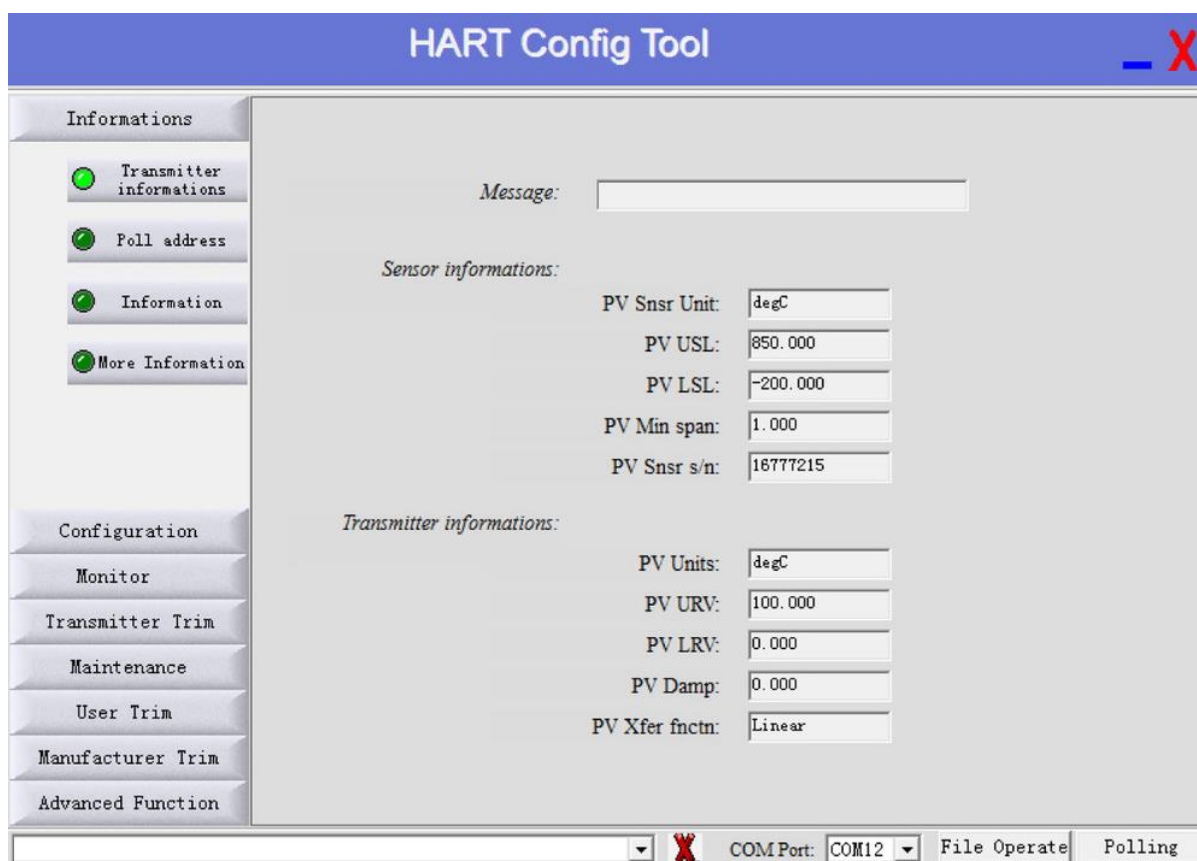 HART Config Tool
Informations
Transmitter
informations
Poll address
Information
More Information
Configuration
Monitor
Transmitter Trim
Maintenance
User Trim
Manufacturer Trim
Advanced Function
Message:
Sensor informations:
PV Snsr Unit: degC
PV USL: 850.000
PV LSL: -200.000
PV Min span: 1.000
PV Snsr s/n: 16777215
Transmitter informations:
PV Units: degC
PV URV: 100.000
PV LRV: 0.000
PV Damp: 0.000
PV Xfer fnctn: Linear
COM Port: COM12 File Operate Polling